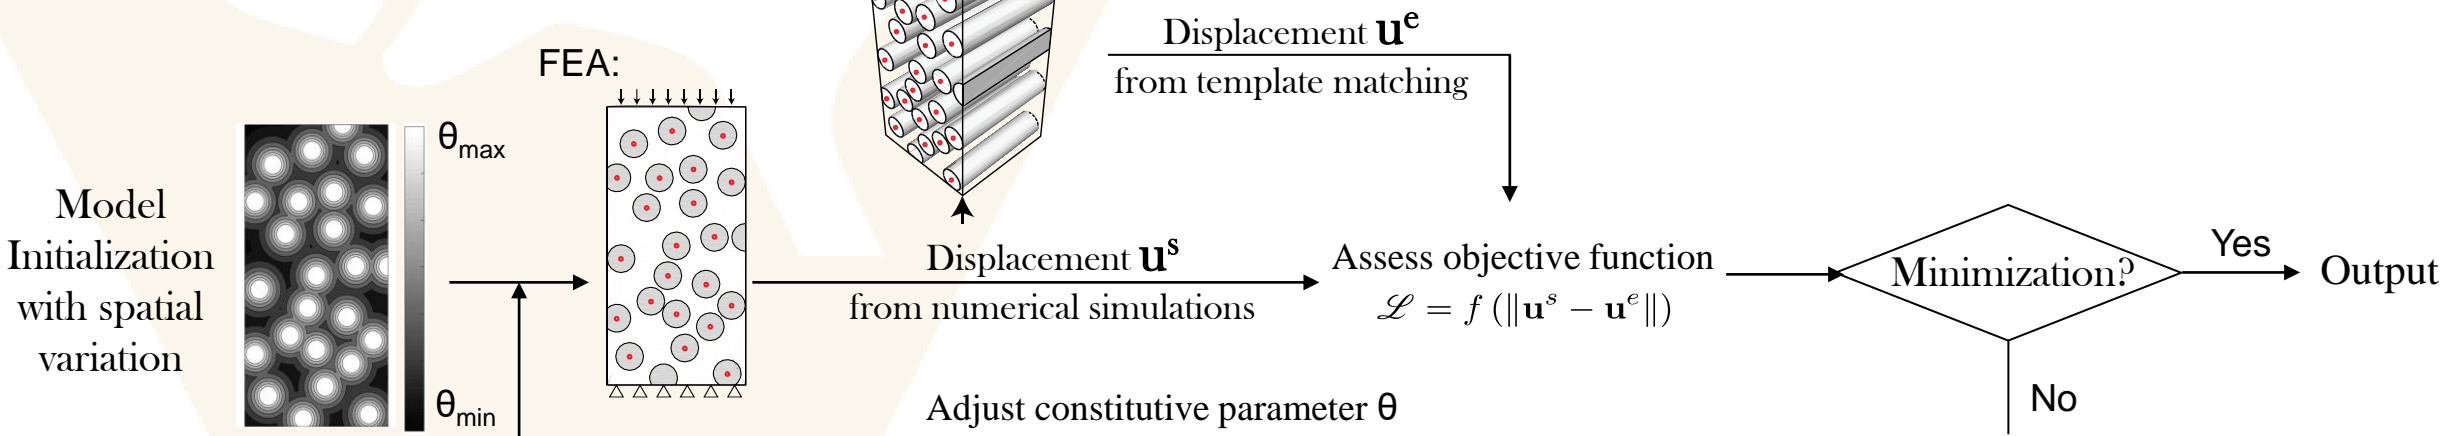 Displacement uᵉ
from template matching
FEA:
θmax
Model
Initialization
with spatial
variation
θmin
Displacement uˢ
from numerical simulations
Assess objective function
ℒ = f (‖uˢ − uᵉ‖)
Minimization?
Yes
Output
No
Adjust constitutive parameter θ